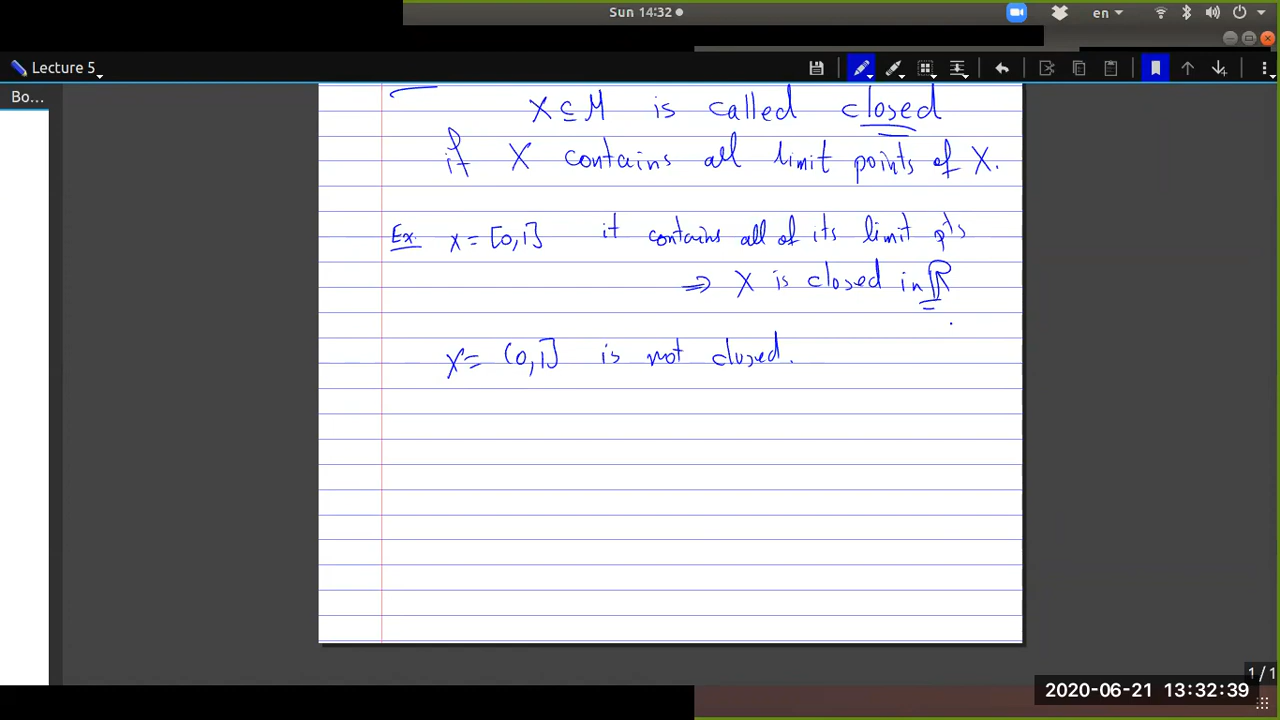 Sun 14:32
en
Lecture 5
Bo...
X ⊆ M is called closed
if X contains all limit points of X.
Ex. X = [0,1] it contains all of its limit pts
⇒ X is closed in ℝ
X = (0,1] is not closed.
1 / 1
2020-06-21 13:32:39